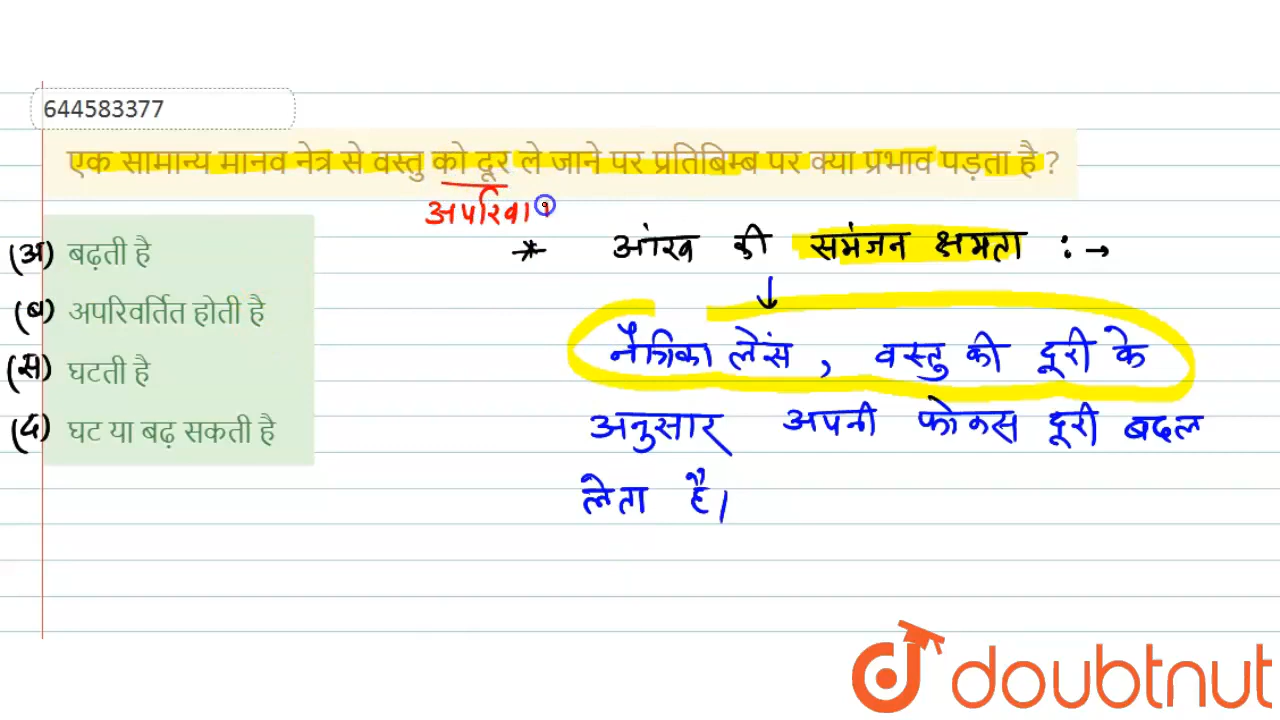 644583377
एक सामान्य मानव नेत्र से वस्तु को दूर ले जाने पर प्रतिबिम्ब पर क्या प्रभाव पड़ता है ?
अपरिवा
* आंख की समंजन क्षमता : →
(अ) बढ़ती है
(ब) अपरिवर्तित होती है
(स) घटती है
(द) घट या बढ़ सकती है
नैत्रिका लेंस , वस्तु की दूरी के
अनुसार अपनी फोकस दूरी बदल
लेता है।
doubtnut